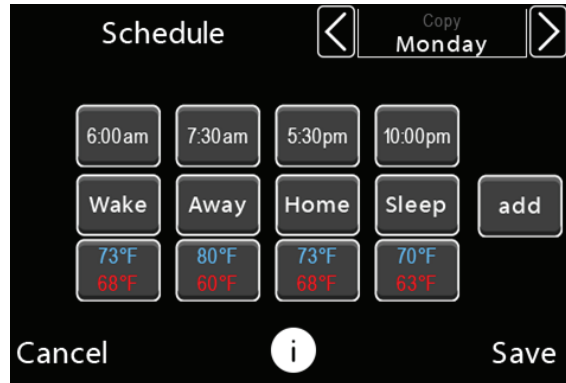 Schedule
Copy
Monday
6:00am 7:30am 5:30pm 10:00pm
Wake Away Home Sleep add
73°F 80°F 73°F 70°F
68°F 60°F 68°F 63°F
Cancel i Save